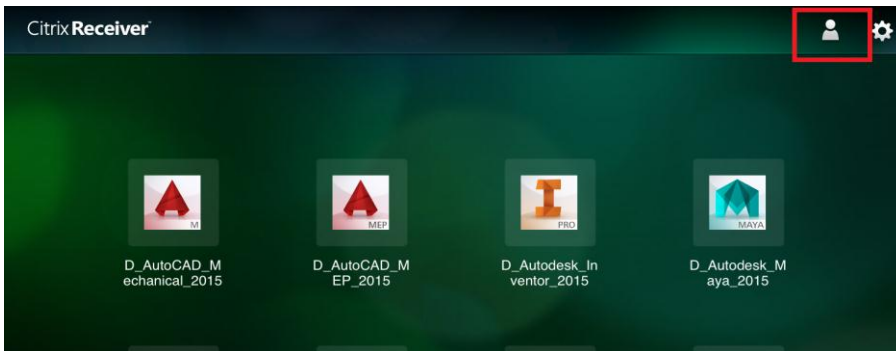 Citrix Receiver
M
MEP
PRO
MAYA
D_AutoCAD_M
echanical_2015
D_AutoCAD_M
EP_2015
D_Autodesk_In
ventor_2015
D_Autodesk_M
aya_2015